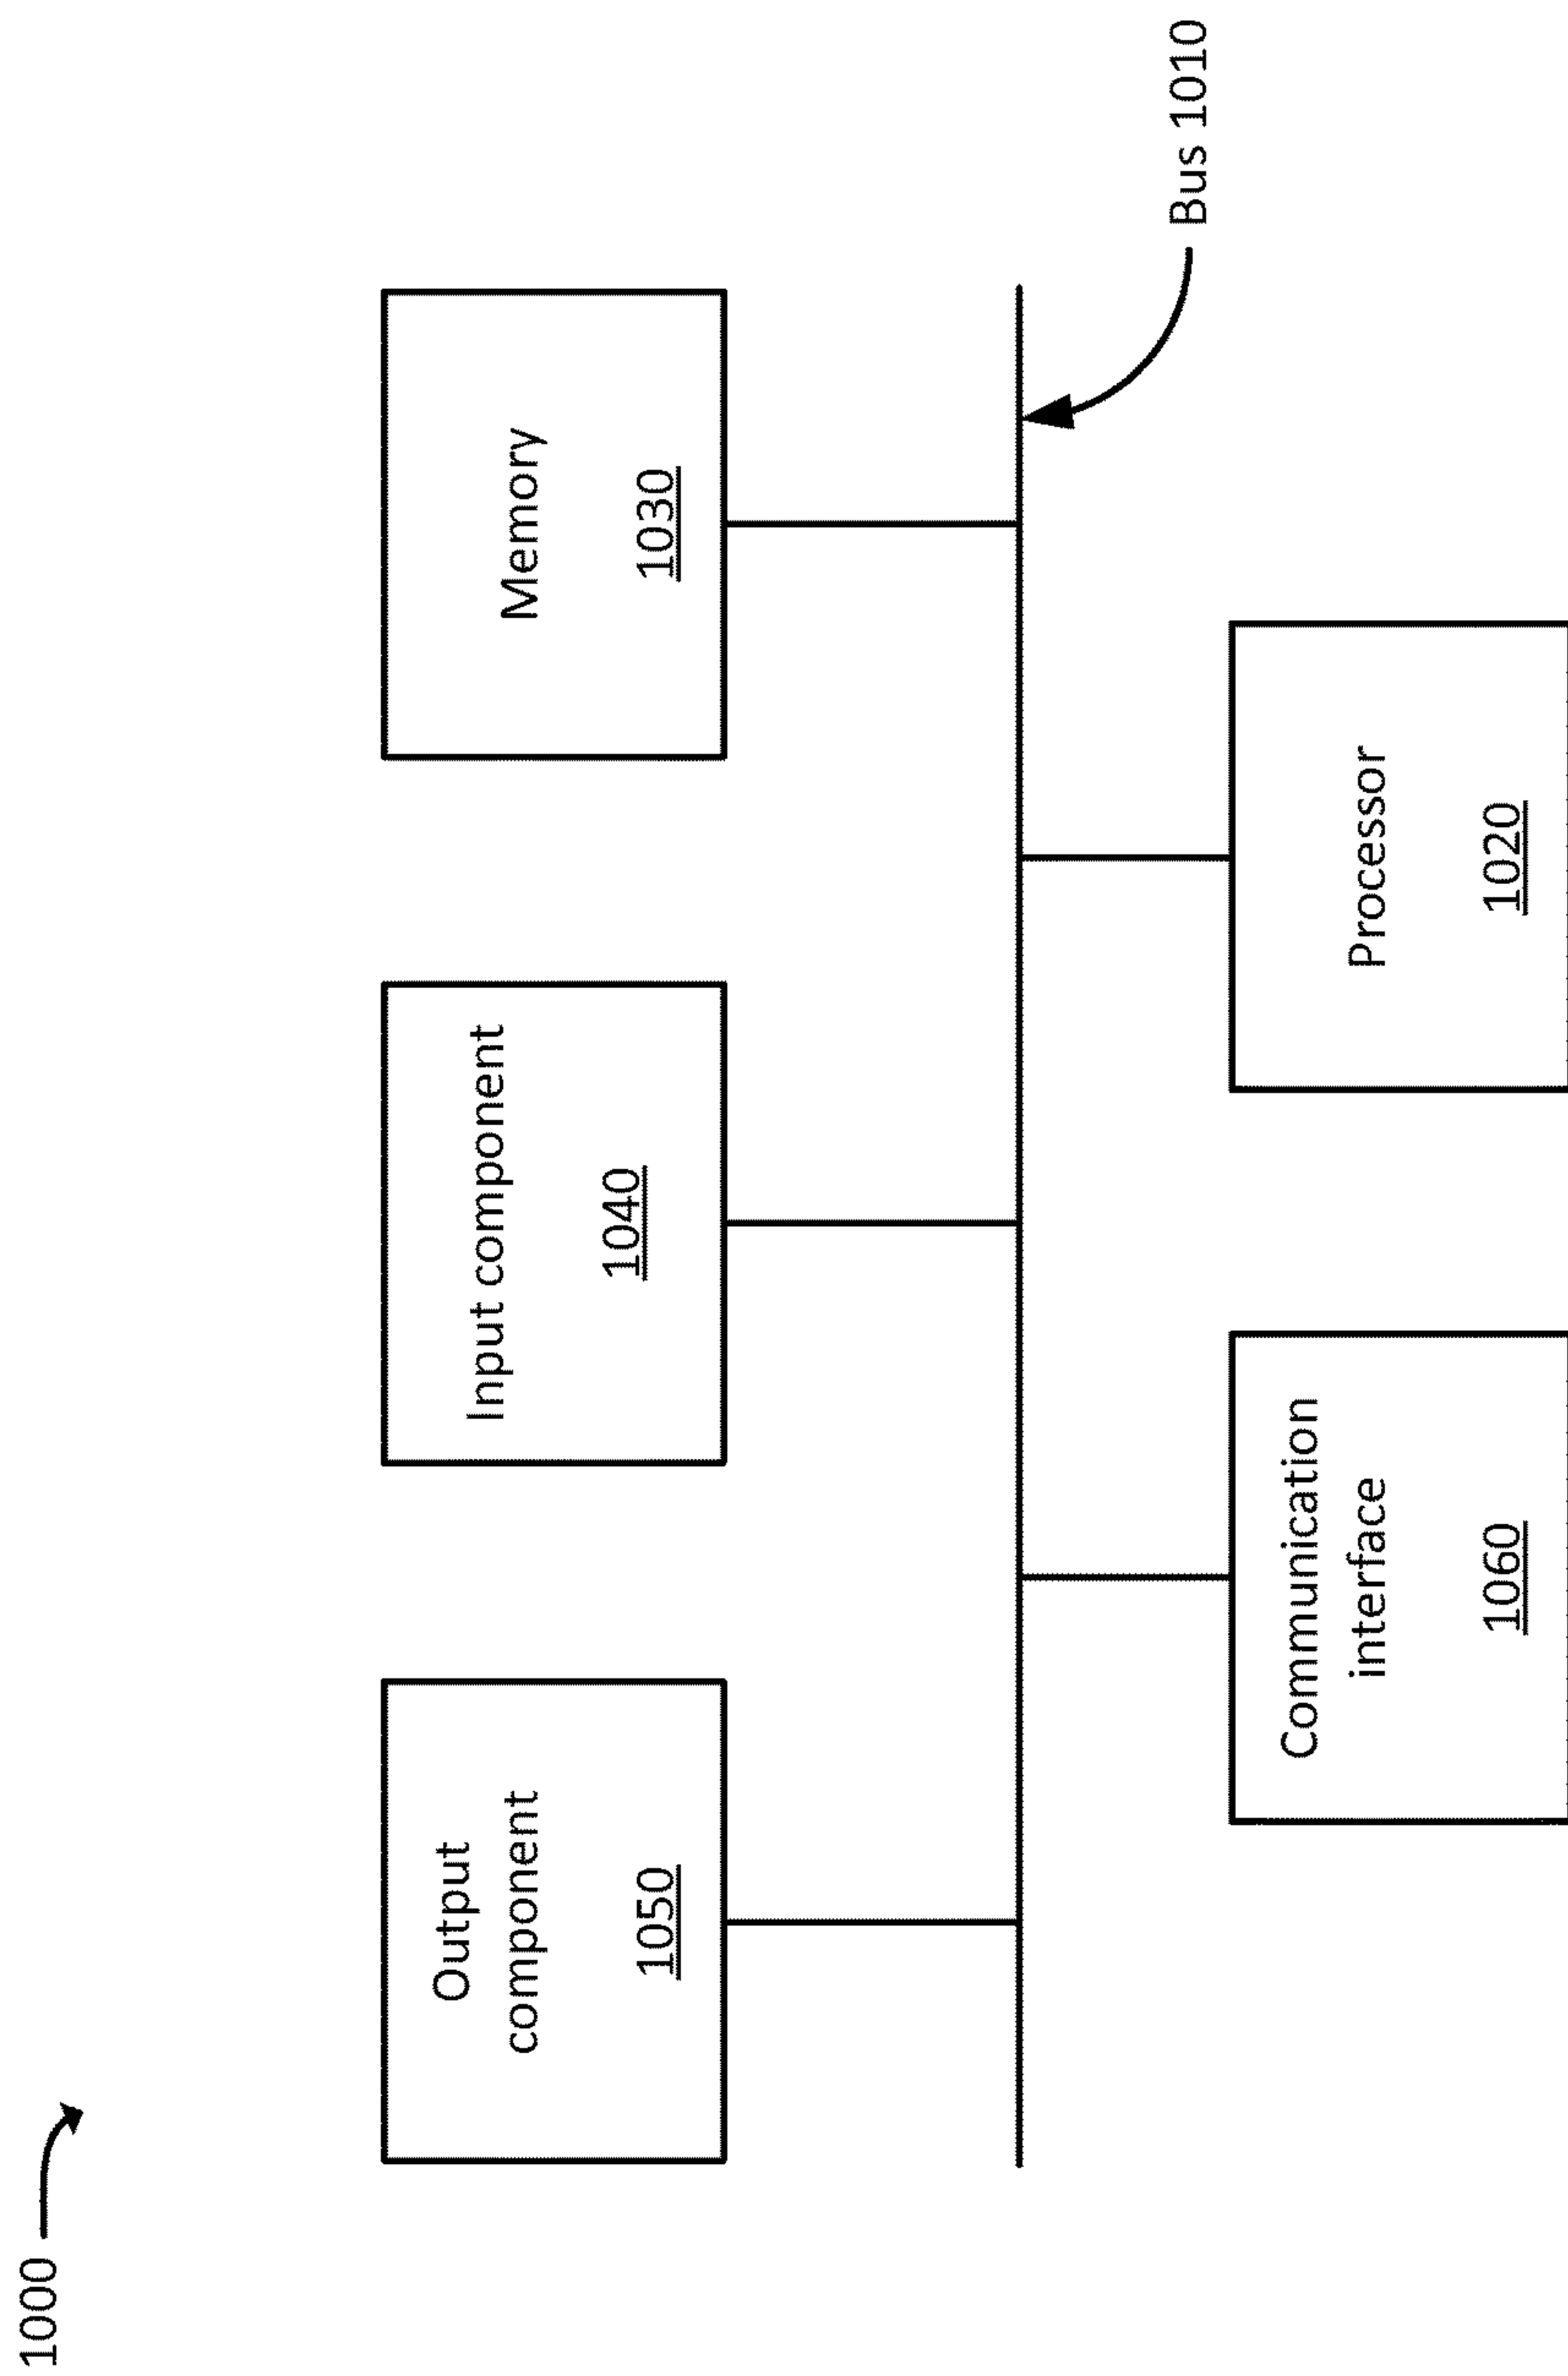 1000
Output
component
1050
Input component
1040
Memory
1030
Bus 1010
Communication
interface
1060
Processor
1020